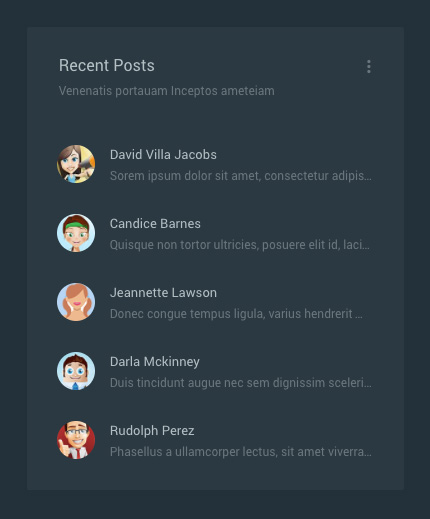 Recent Posts
Venenatis portauam Inceptos ameteiam
David Villa Jacobs
Sorem ipsum dolor sit amet, consectetur adipis...
Candice Barnes
Quisque non tortor ultricies, posuere elit id, laci...
Jeannette Lawson
Donec congue tempus ligula, varius hendrerit ...
Darla Mckinney
Duis tincidunt augue nec sem dignissim sceleri...
Rudolph Perez
Phasellus a ullamcorper lectus, sit amet viverra...